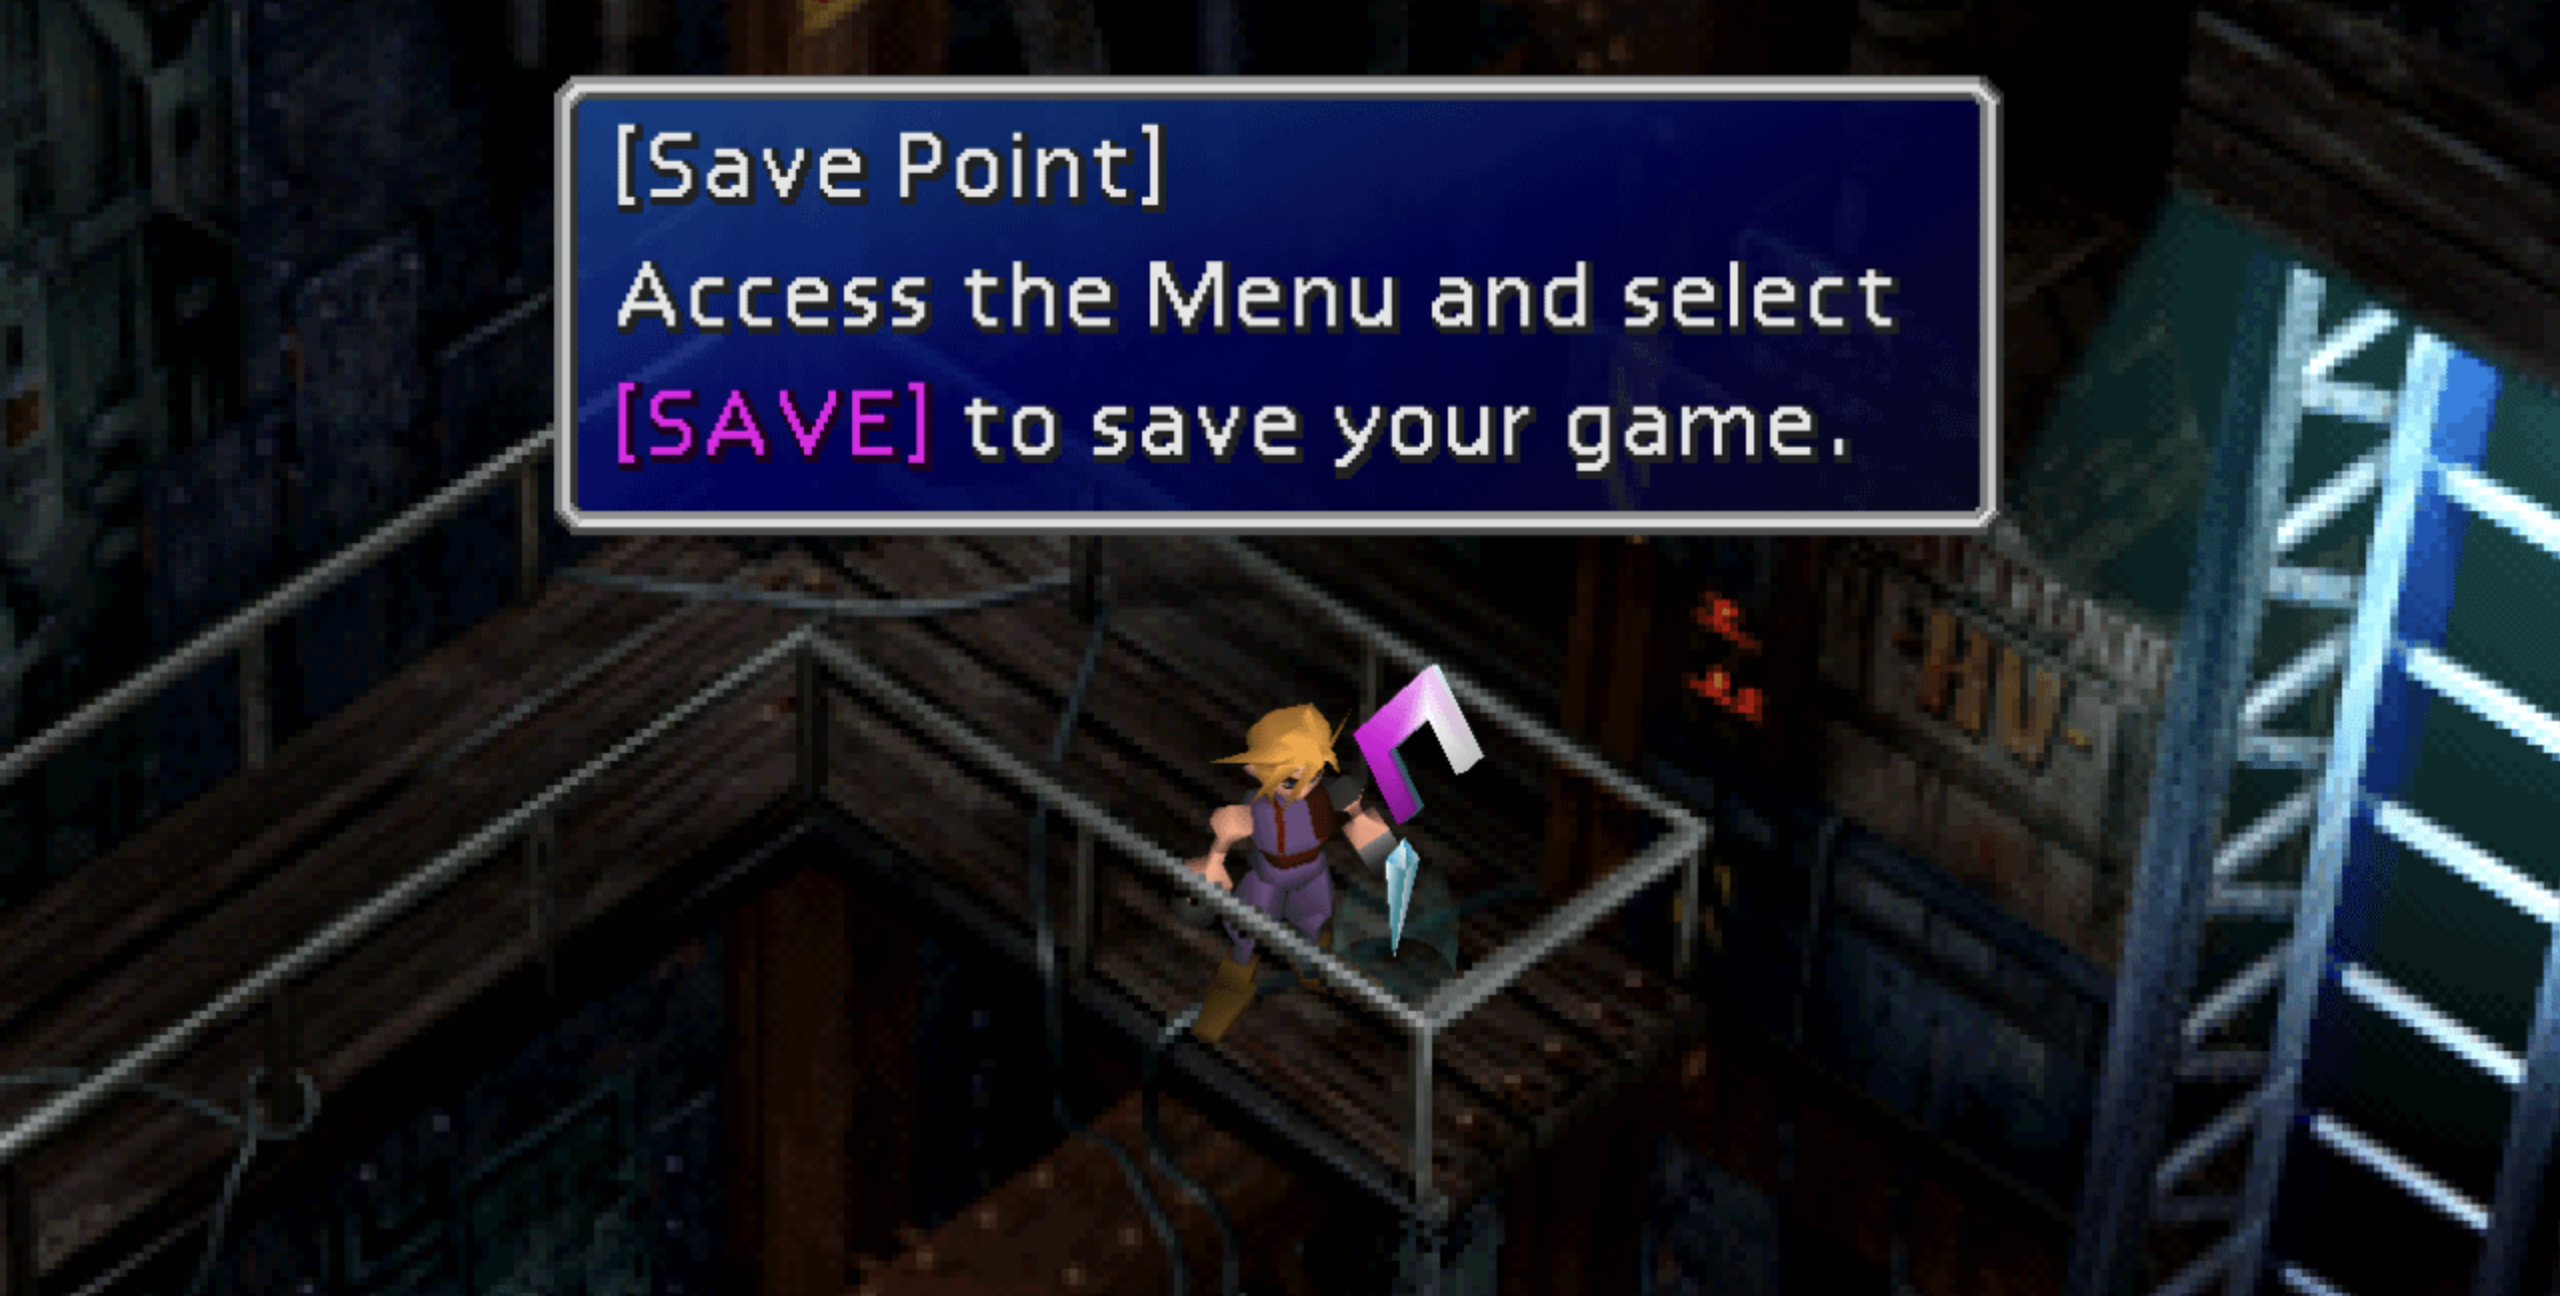 [Save Point]
Access the Menu and select
[SAVE] to save your game.